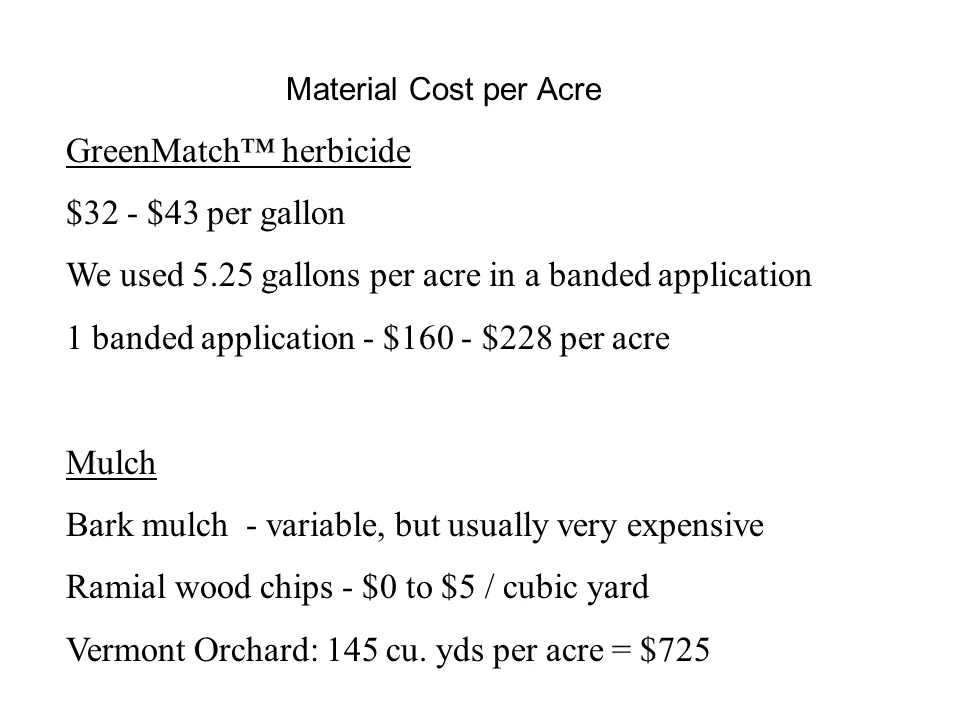 Material Cost per Acre
GreenMatch™ herbicide
$32 - $43 per gallon
We used 5.25 gallons per acre in a banded application
1 banded application - $160 - $228 per acre
Mulch
Bark mulch  - variable, but usually very expensive
Ramial wood chips - $0 to $5 / cubic yard
Vermont Orchard: 145 cu. yds per acre = $725